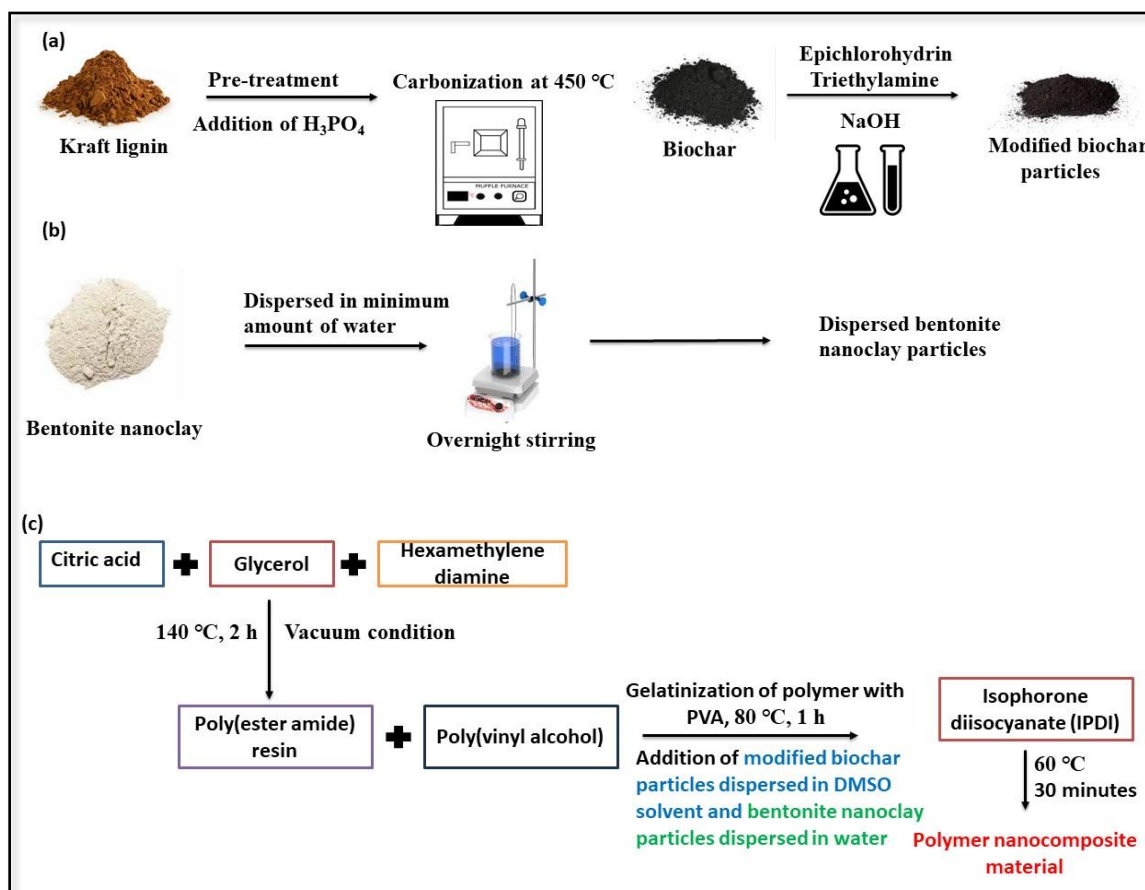 (a)
Pre-treatment
Addition of H₃PO₄
Kraft lignin
Carbonization at 450 °C
MUFFLE FURNACE
Biochar
Epichlorohydrin
Triethylamine
NaOH
Modified biochar
particles
(b)
Bentonite nanoclay
Dispersed in minimum
amount of water
Overnight stirring
Dispersed bentonite
nanoclay particles
(c)
Citric acid
Glycerol
Hexamethylene
diamine
140 °C, 2 h
Vacuum condition
Poly(ester amide)
resin
Poly(vinyl alcohol)
Gelatinization of polymer with
PVA, 80 °C, 1 h
Addition of modified biochar
particles dispersed in DMSO
solvent and bentonite nanoclay
particles dispersed in water
Isophorone
diisocyanate (IPDI)
60 °C
30 minutes
Polymer nanocomposite
material